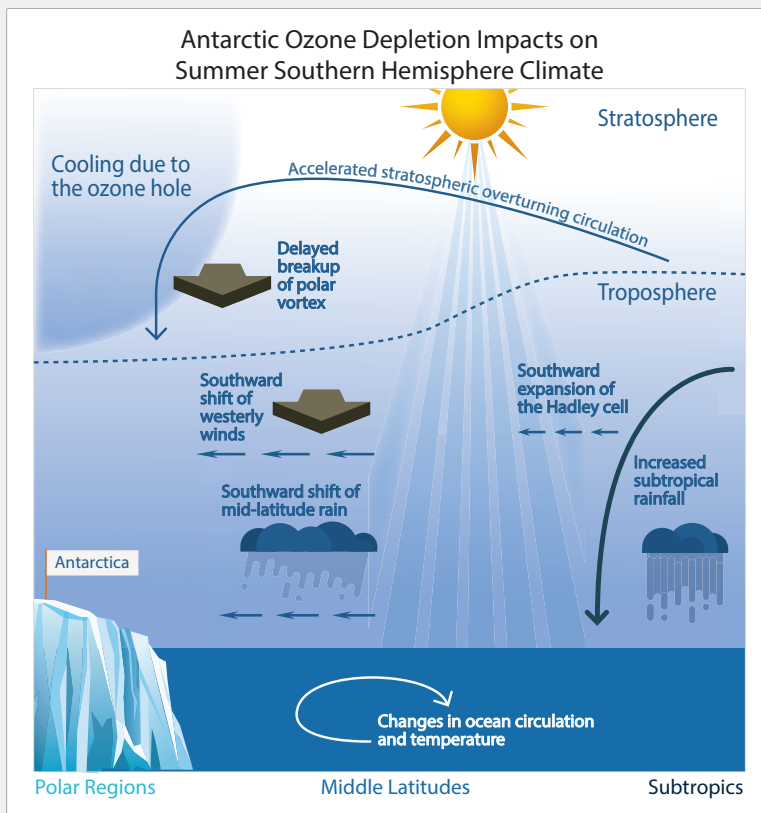 Antarctic Ozone Depletion Impacts on
Summer Southern Hemisphere Climate
Stratosphere
Cooling due to
the ozone hole
Accelerated stratospheric overturning circulation
Delayed
breakup
of polar
vortex
Troposphere
Southward
shift of
westerly
winds
Southward
expansion of
the Hadley cell
Southward shift of
mid-latitude rain
Increased
subtropical
rainfall
Antarctica
Changes in ocean circulation
and temperature
Polar Regions
Middle Latitudes
Subtropics